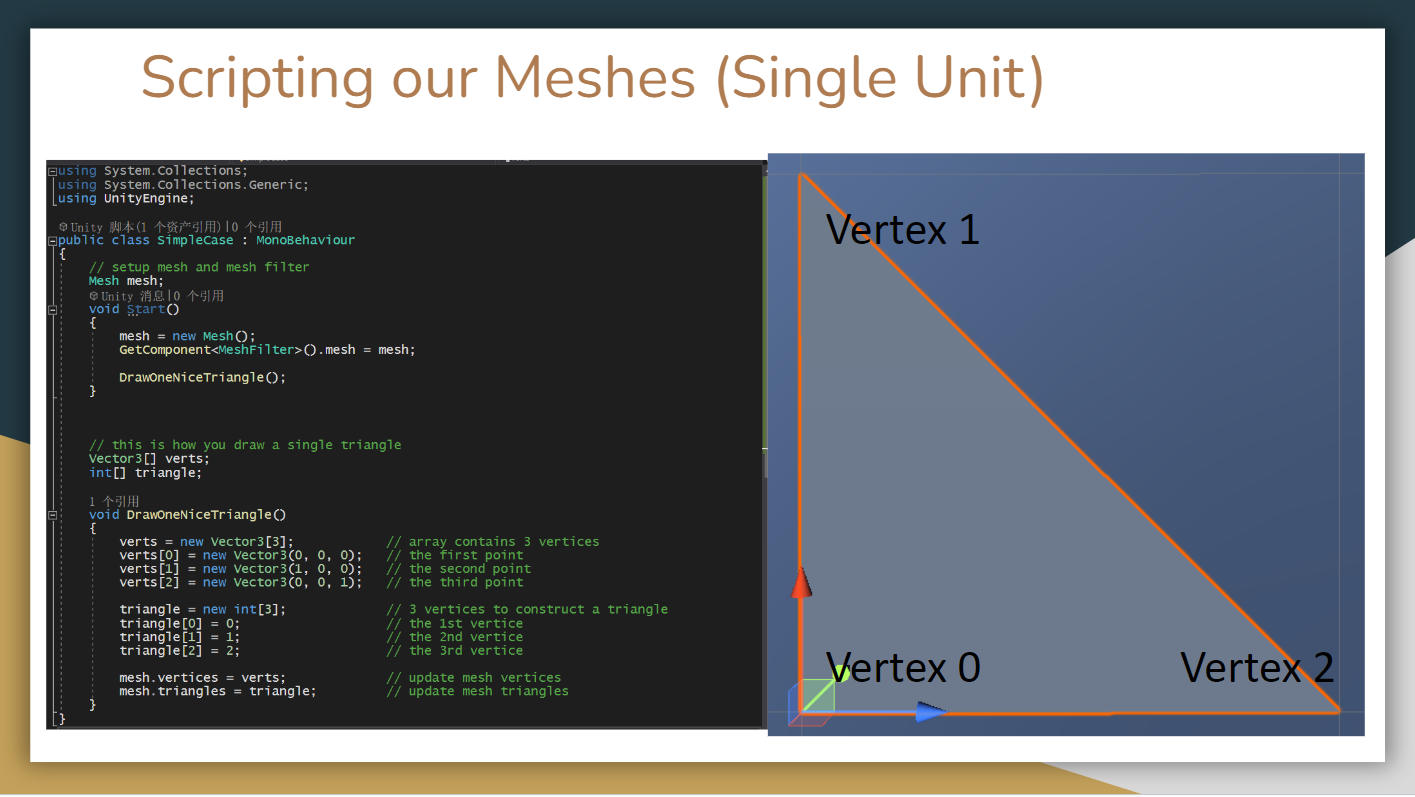 Scripting our Meshes (Single Unit)
using System.Collections;
using System.Collections.Generic;
using UnityEngine;
Unity 脚本(1 个资产引用)|0 个引用
public class SimpleCase : MonoBehaviour
{
// setup mesh and mesh filter
Mesh mesh;
Unity 消息|0 个引用
void Start()
{
mesh = new Mesh();
GetComponent<MeshFilter>().mesh = mesh;
DrawOneNiceTriangle();
}
// this is how you draw a single triangle
Vector3[] verts;
int[] triangle;
1 个引用
void DrawOneNiceTriangle()
{
verts = new Vector3[3]; // array contains 3 vertices
verts[0] = new Vector3(0, 0, 0); // the first point
verts[1] = new Vector3(1, 0, 0); // the second point
verts[2] = new Vector3(0, 0, 1); // the third point
triangle = new int[3]; // 3 vertices to construct a triangle
triangle[0] = 0; // the 1st vertice
triangle[1] = 1; // the 2nd vertice
triangle[2] = 2; // the 3rd vertice
mesh.vertices = verts; // update mesh vertices
mesh.triangles = triangle; // update mesh triangles
}
}
Vertex 1
Vertex 0
Vertex 2